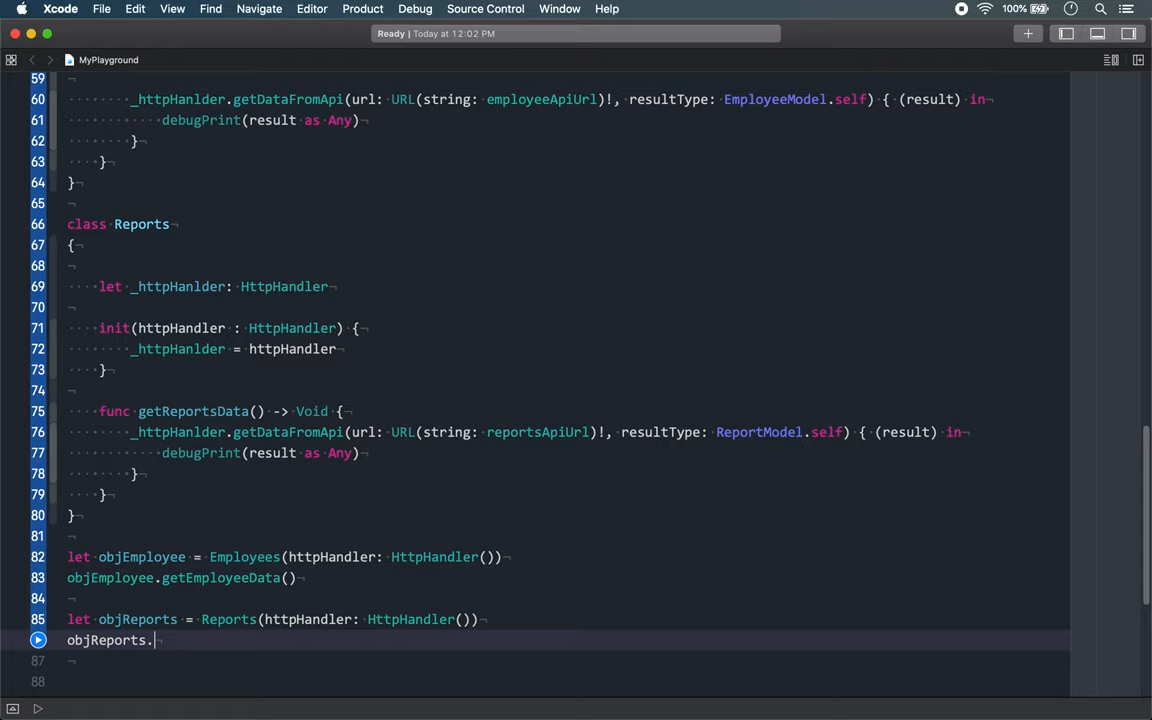 Xcode File Edit View Find Navigate Editor Product Debug Source Control Window Help 100%
Ready | Today at 12:02 PM
MyPlayground
59
60 _httpHanlder.getDataFromApi(url: URL(string: employeeApiUrl)!, resultType: EmployeeModel.self) { (result) in
61 debugPrint(result as Any)
62 }
63 }
64 }
65
66 class Reports
67 {
68
69 let _httpHanlder: HttpHandler
70
71 init(httpHandler : HttpHandler) {
72 _httpHanlder = httpHandler
73 }
74
75 func getReportsData() -> Void {
76 _httpHanlder.getDataFromApi(url: URL(string: reportsApiUrl)!, resultType: ReportModel.self) { (result) in
77 debugPrint(result as Any)
78 }
79 }
80 }
81
82 let objEmployee = Employees(httpHandler: HttpHandler())
83 objEmployee.getEmployeeData()
84
85 let objReports = Reports(httpHandler: HttpHandler())
objReports.
87
88